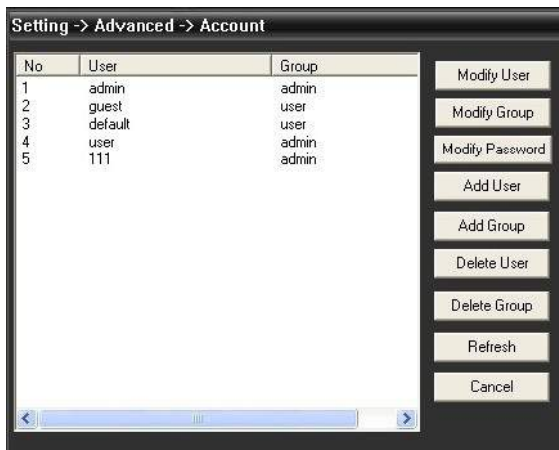 Setting -> Advanced -> Account
No User Group
1 admin admin
2 guest user
3 default user
4 user admin
5 111 admin
Modify User
Modify Group
Modify Password
Add User
Add Group
Delete User
Delete Group
Refresh
Cancel